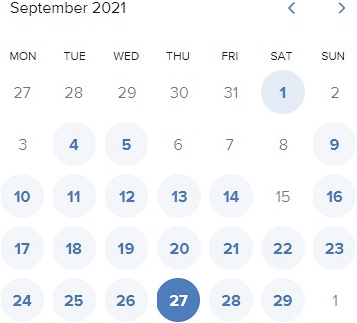 September 2021 < >
MON TUE WED THU FRI SAT SUN
27 28 29 30 31 1 2
3 4 5 6 7 8 9
10 11 12 13 14 15 16
17 18 19 20 21 22 23
24 25 26 27 28 29 1